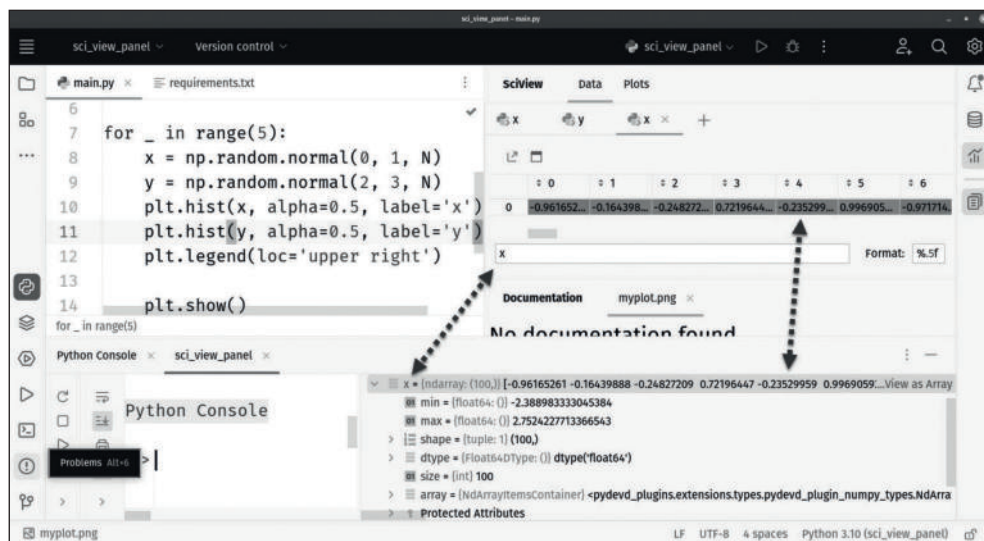 sci_view_panel – main.py
sci_view_panel Version control sci_view_panel
main.py × requirements.txt
6
7 for _ in range(5):
8 x = np.random.normal(0, 1, N)
9 y = np.random.normal(2, 3, N)
10 plt.hist(x, alpha=0.5, label='x')
11 plt.hist(y, alpha=0.5, label='y')
12 plt.legend(loc='upper right')
13
14 plt.show()
for _ in range(5)
SciView Data Plots
x y x × +
0 1 2 3 4 5 6
0 -0.961652... -0.164398... -0.248272... 0.7219644... -0.235299... 0.996905... -0.971714...
x Format: %.5f
Documentation myplot.png ×
No documentation found
Python Console × sci_view_panel ×
Python Console
>
Problems Alt+6
x = {ndarray: (100,)} [-0.96165261 -0.16439888 -0.24827209 0.72196447 -0.23529959 0.9969059...View as Array
min = {float64: ()} -2.388983333045384
max = {float64: ()} 2.7524227713366543
shape = {tuple: 1} (100,)
dtype = {Float64DType: ()} dtype('float64')
size = {int} 100
array = {NdArrayItemsContainer} <pydevd_plugins.extensions.types.pydevd_plugin_numpy_types.NdArra
Protected Attributes
myplot.png LF UTF-8 4 spaces Python 3.10 (sci_view_panel)